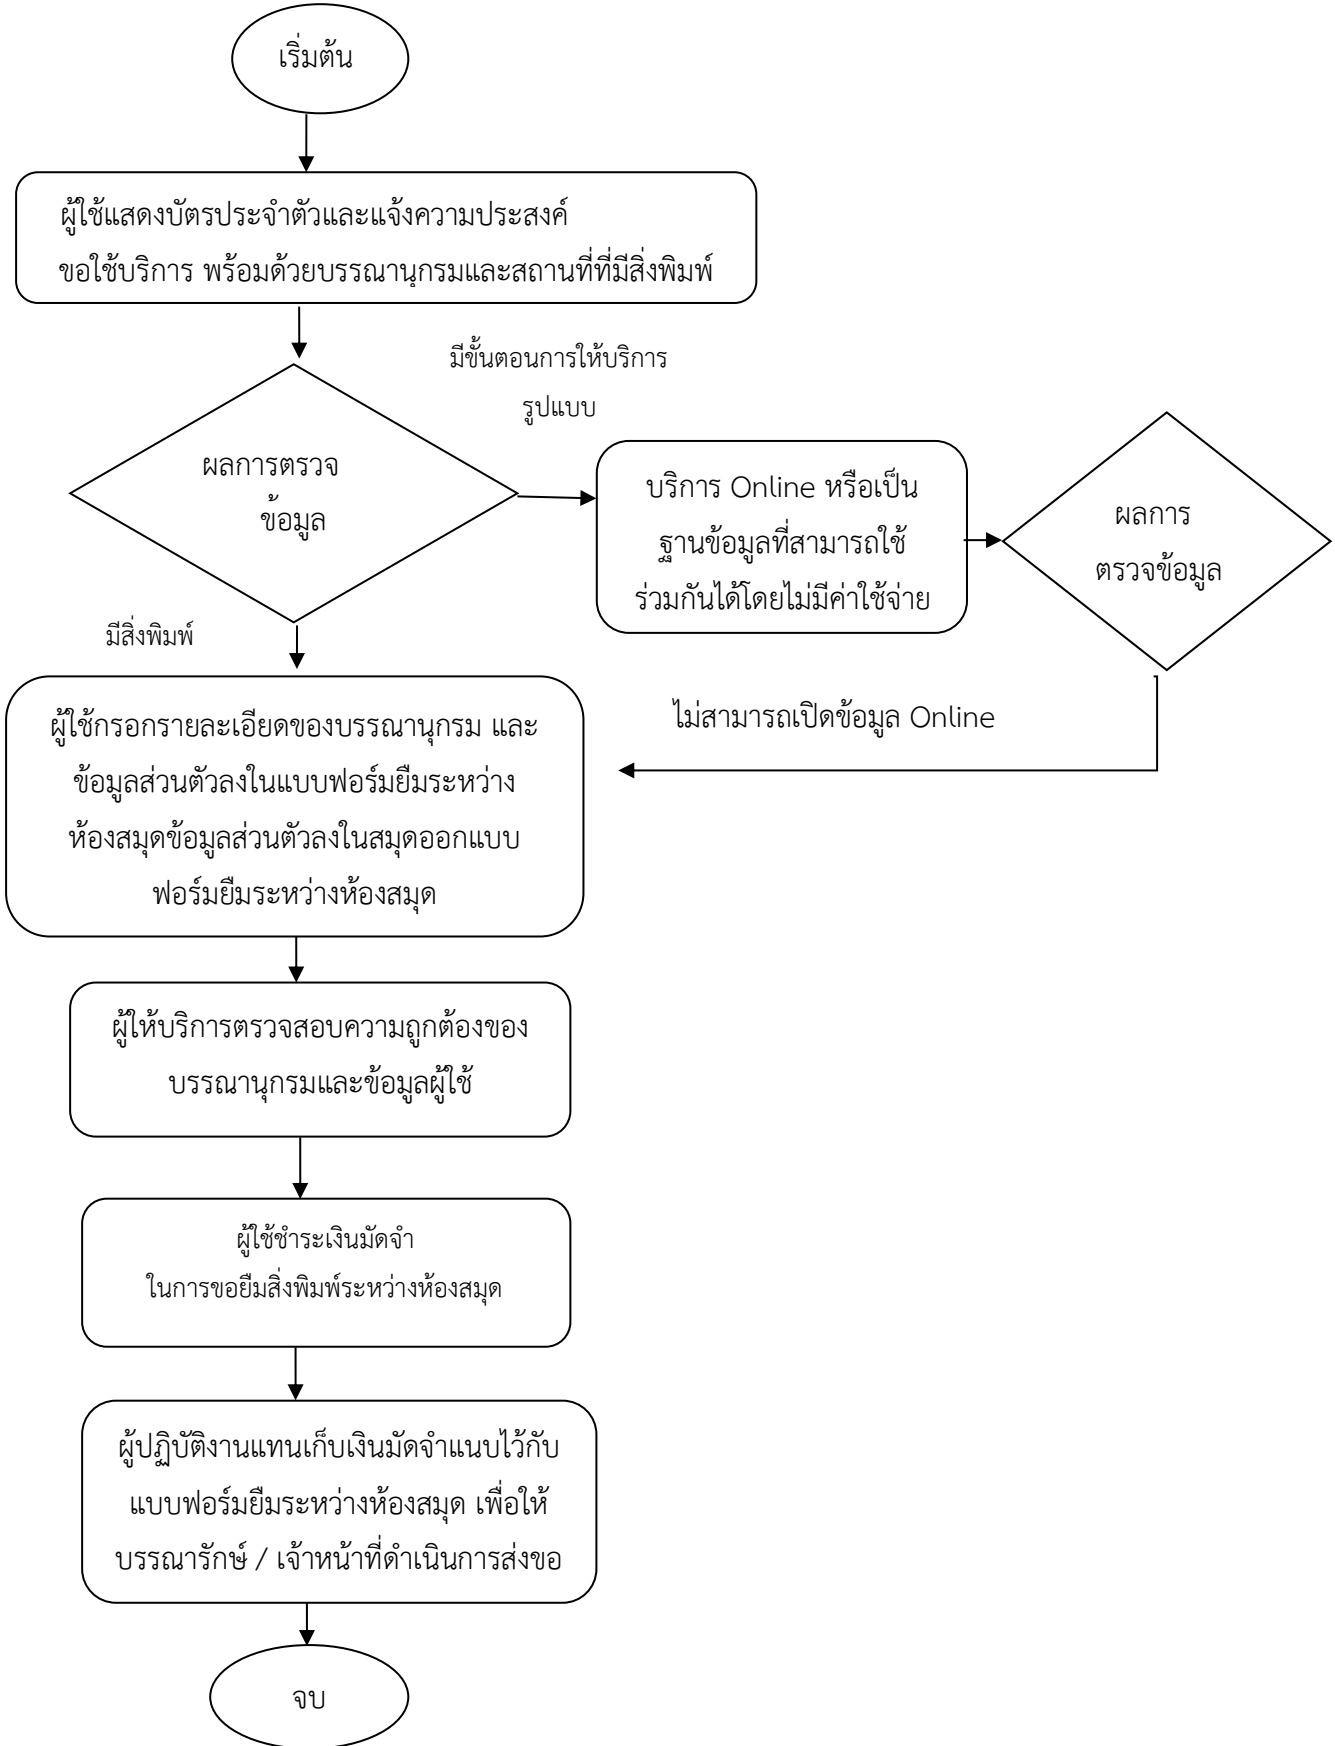 เริ่มต้น
ผู้ใช้แสดงบัตรประจำตัวและแจ้งความประสงค์
ขอใช้บริการ พร้อมด้วยบรรณานุกรมและสถานที่ที่มีสิ่งพิมพ์
มีขั้นตอนการให้บริการ
รูปแบบ
ผลการตรวจ
ข้อมูล
บริการ Online หรือเป็น
ฐานข้อมูลที่สามารถใช้
ร่วมกันได้โดยไม่มีค่าใช้จ่าย
ผลการ
ตรวจข้อมูล
มีสิ่งพิมพ์
ไม่สามารถเปิดข้อมูล Online
ผู้ใช้กรอกรายละเอียดของบรรณานุกรม และ
ข้อมูลส่วนตัวลงในแบบฟอร์มยืมระหว่าง
ห้องสมุดข้อมูลส่วนตัวลงในสมุดออกแบบ
ฟอร์มยืมระหว่างห้องสมุด
ผู้ให้บริการตรวจสอบความถูกต้องของ
บรรณานุกรมและข้อมูลผู้ใช้
ผู้ใช้ชำระเงินมัดจำ
ในการขอยืมสิ่งพิมพ์ระหว่างห้องสมุด
ผู้ปฏิบัติงานแทนเก็บเงินมัดจำแนบไว้กับ
แบบฟอร์มยืมระหว่างห้องสมุด เพื่อให้
บรรณารักษ์ / เจ้าหน้าที่ดำเนินการส่งขอ
จบ